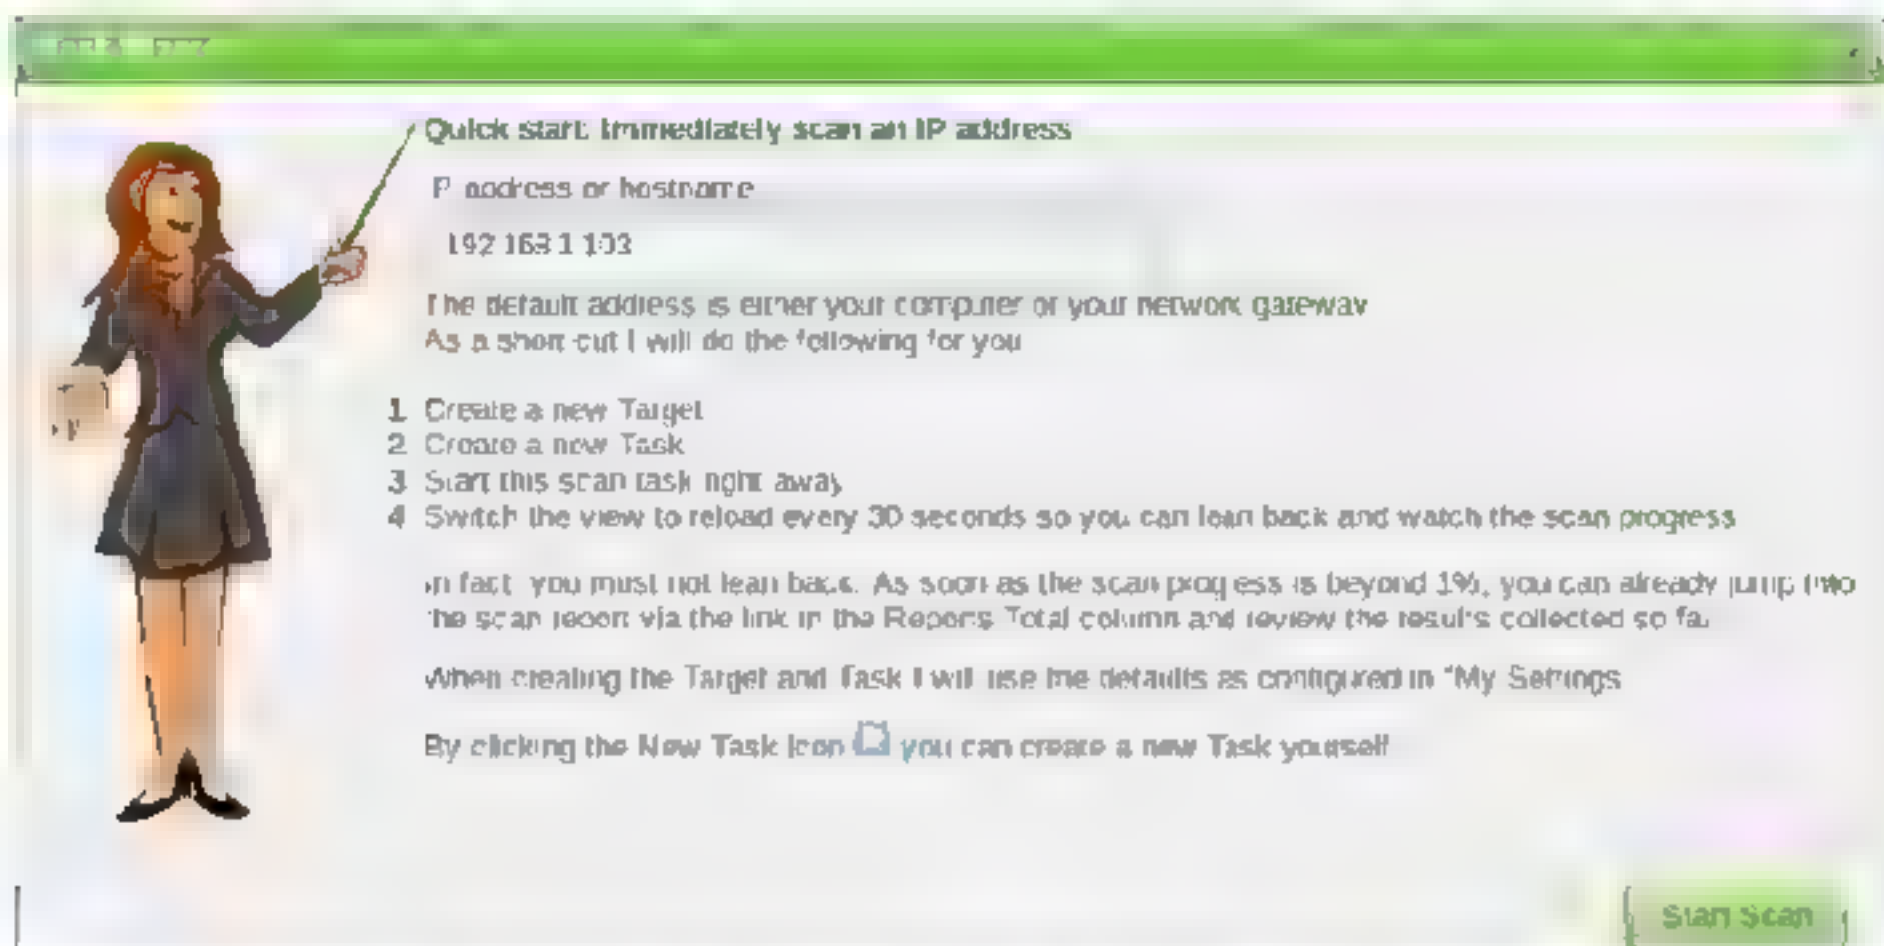 Quick start: Immediately scan an IP address
IP address or hostname
192.168.1.103
The default address is either your computer or your network gateway
As a short-cut I will do the following for you
1 Create a new Target
2 Create a new Task
3 Start this scan task right away
4 Switch the view to reload every 30 seconds so you can lean back and watch the scan progress
In fact, you must not lean back. As soon as the scan progress is beyond 1%, you can already jump into
the scan report via the link in the Reports Total column and review the results collected so far.
When creating the Target and Task I will use the defaults as configured in "My Settings
By clicking the New Task icon you can create a new Task yourself
Start Scan